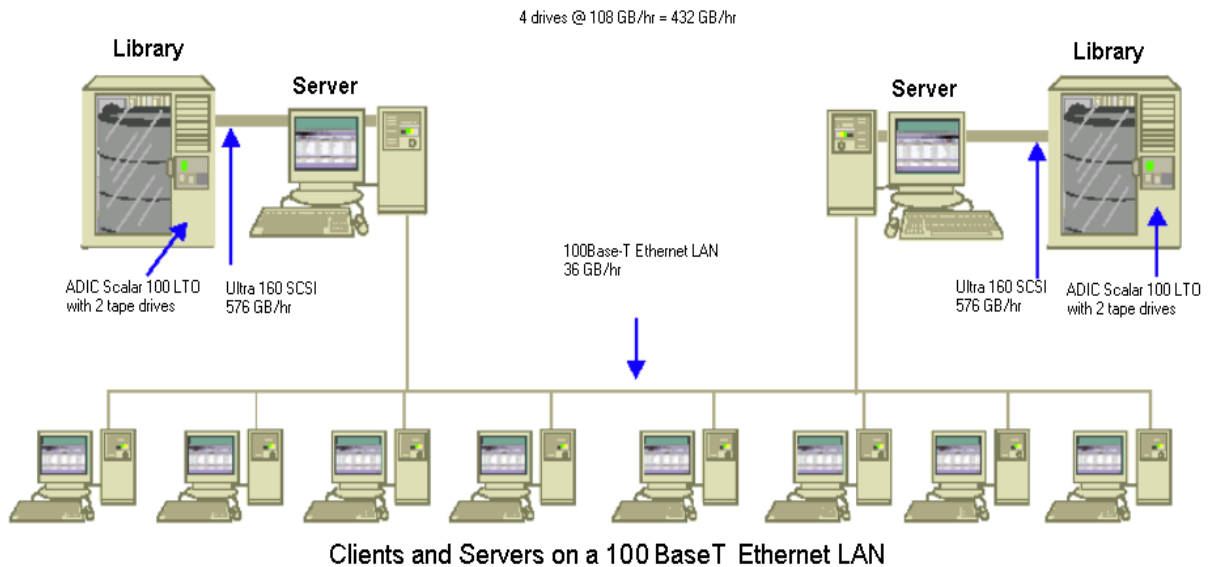 4 drives @ 108 GB/hr = 432 GB/hr
Library
Server
Server
Library
ADIC Scalar 100 LTO
with 2 tape drives
Ultra 160 SCSI
576 GB/hr
100Base-T Ethernet LAN
36 GB/hr
Ultra 160 SCSI
576 GB/hr
ADIC Scalar 100 LTO
with 2 tape drives
Clients and Servers on a 100 BaseT Ethernet LAN